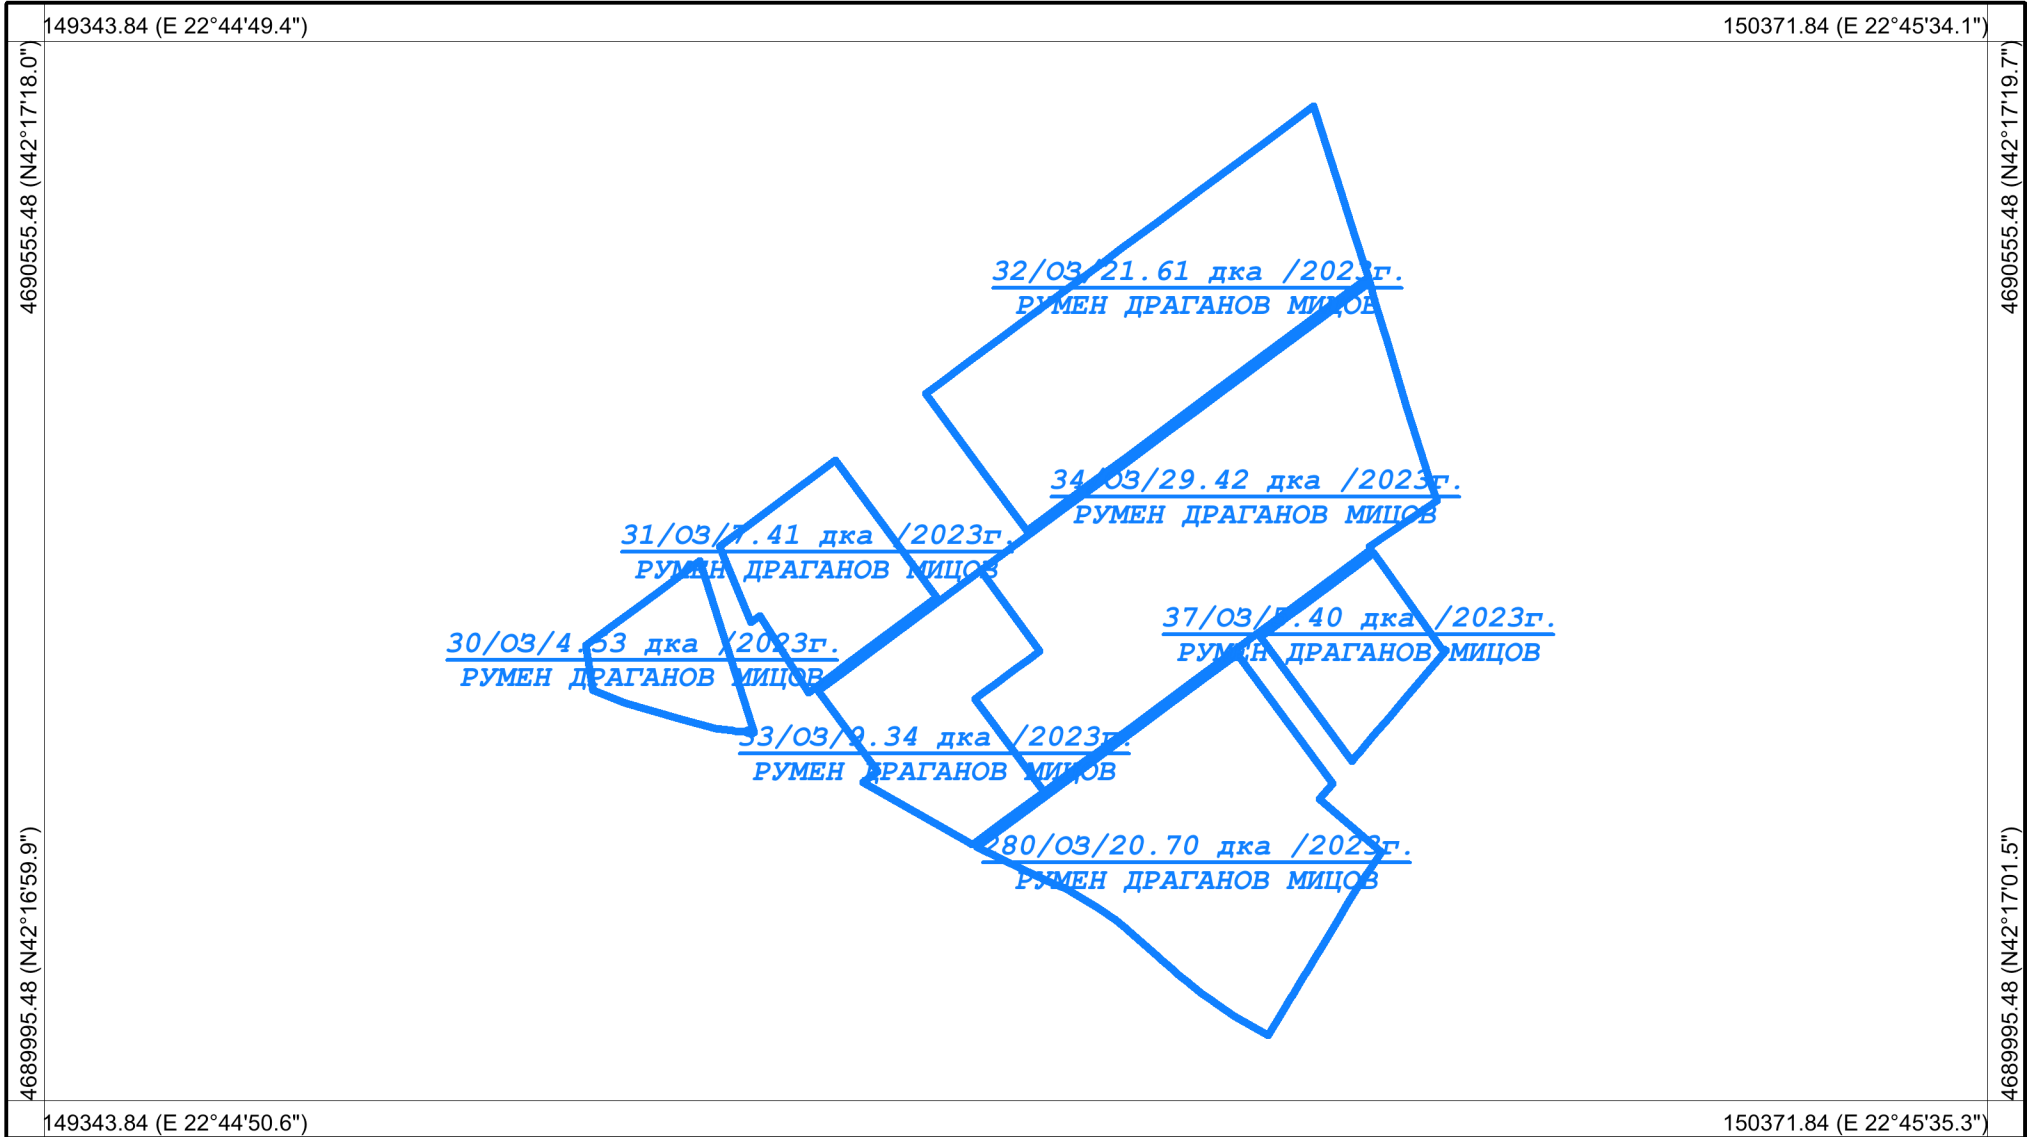 149343.84 (E 22°44'49.4")
150371.84 (E 22°45'34.1")
4690555.48 (N42°17'18.0")
4690555.48 (N42°17'19.7")
32/ОЗ/21.61 дка /2023г.
РУМЕН ДРАГАНОВ МИЦОВ
34/ОЗ/29.42 дка /2023г.
РУМЕН ДРАГАНОВ МИЦОВ
31/ОЗ/7.41 дка /2023г.
РУМЕН ДРАГАНОВ МИЦОВ
37/ОЗ/5.40 дка /2023г.
РУМЕН ДРАГАНОВ МИЦОВ
30/ОЗ/4.53 дка /2023г.
РУМЕН ДРАГАНОВ МИЦОВ
33/ОЗ/9.34 дка /2023г.
РУМЕН ДРАГАНОВ МИЦОВ
280/ОЗ/20.70 дка /2023г.
РУМЕН ДРАГАНОВ МИЦОВ
4689995.48 (N42°16'59.9")
4689995.48 (N42°17'01.5")
149343.84 (E 22°44'50.6")
150371.84 (E 22°45'35.3")